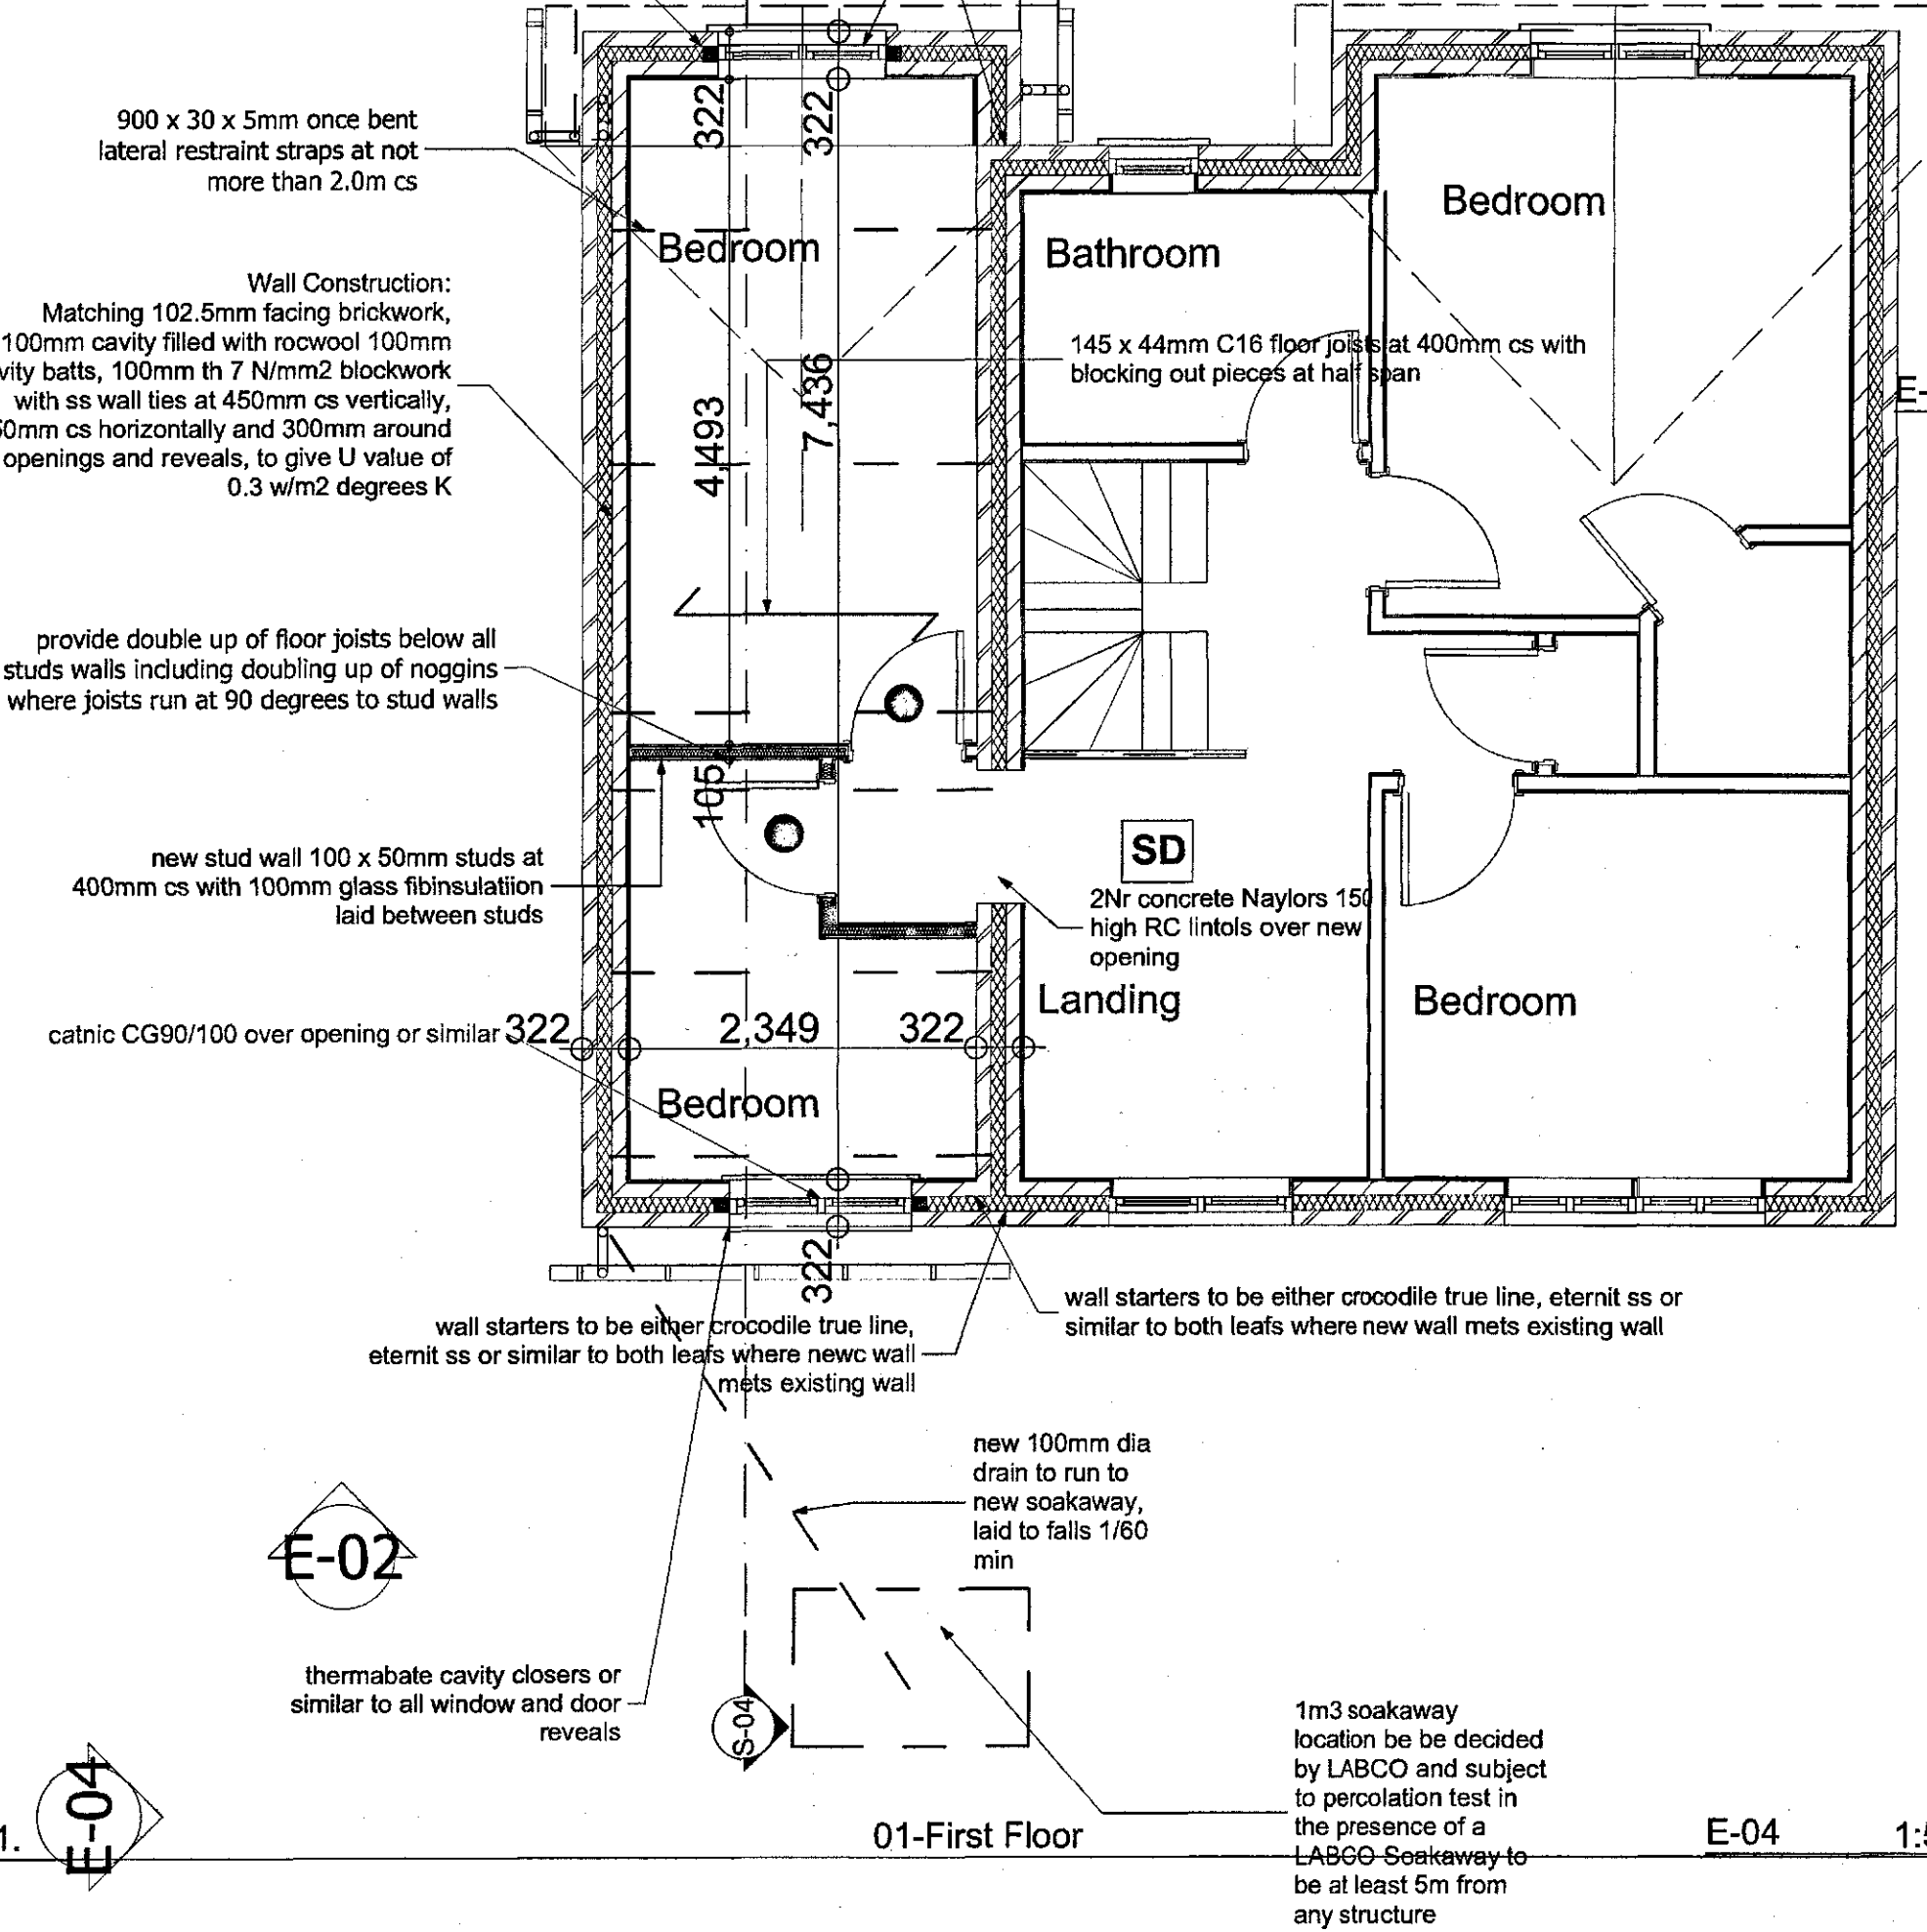 900 x 30 x 5mm once bent
lateral restraint straps at not
more than 2.0m cs
322
322
Bedroom
Bathroom
Bedroom
Wall Construction:
Matching 102.5mm facing brickwork,
100mm cavity filled with rocwool 100mm
vity batts, 100mm th 7 N/mm2 blockwork
with ss wall ties at 450mm cs vertically,
0mm cs horizontally and 300mm around
openings and reveals, to give U value of
0.3 w/m2 degrees K
4,493
7,436
145 x 44mm C16 floor joists at 400mm cs with
blocking out pieces at half span
E-
provide double up of floor joists below all
studs walls including doubling up of noggins
where joists run at 90 degrees to stud walls
105
new stud wall 100 x 50mm studs at
400mm cs with 100mm glass fibinsulatiion
laid between studs
SD
2Nr concrete Naylors 150
high RC lintols over new
opening
Landing
Bedroom
catnic CG90/100 over opening or similar
322
2,349
322
Bedroom
322
wall starters to be either crocodile true line,
eternit ss or similar to both leafs where newc wall
mets existing wall
wall starters to be either crocodile true line, eternit ss or
similar to both leafs where new wall mets existing wall
new 100mm dia
drain to run to
new soakaway,
laid to falls 1/60
min
E-02
thermabate cavity closers or
similar to all window and door
reveals
S-04
1m3 soakaway
location be be decided
by LABCO and subject
to percolation test in
the presence of a
LABCO Soakaway to
be at least 5m from
any structure
1.
E-04
01-First Floor
E-04
1: